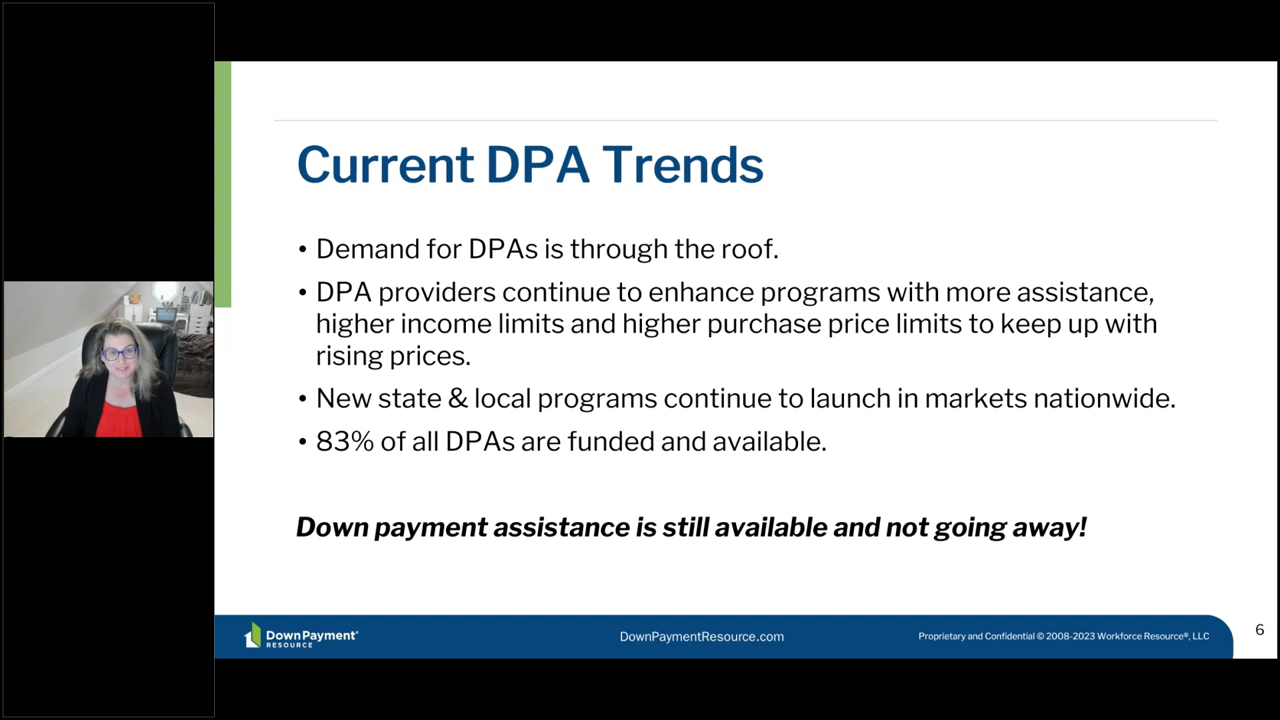 Current DPA Trends
• Demand for DPAs is through the roof.
• DPA providers continue to enhance programs with more assistance,
higher income limits and higher purchase price limits to keep up with
rising prices.
• New state & local programs continue to launch in markets nationwide.
• 83% of all DPAs are funded and available.
Down payment assistance is still available and not going away!
DownPayment®
RESOURCE
DownPaymentResource.com
Proprietary and Confidential © 2008-2023 Workforce Resource®, LLC
6